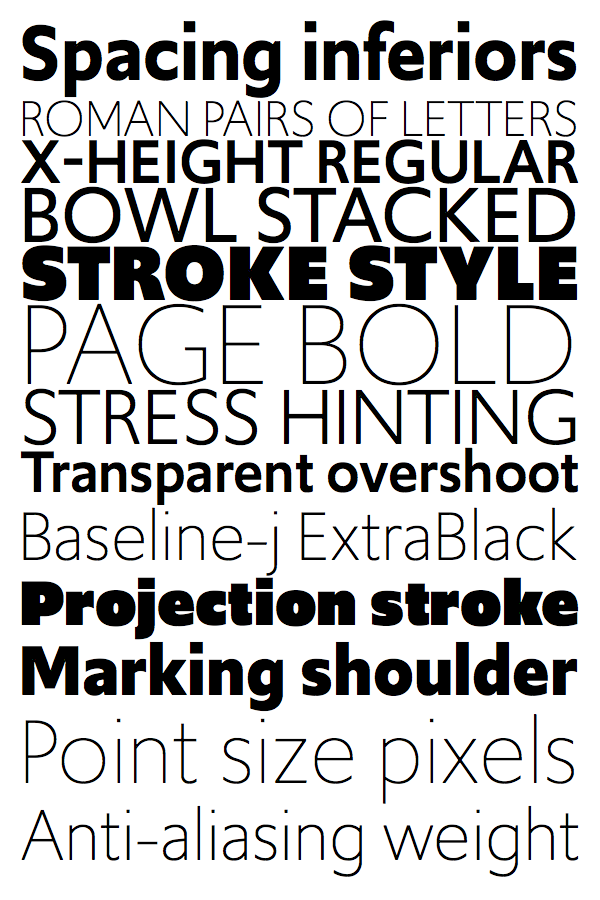 Spacing inferiors
ROMAN PAIRS OF LETTERS
X-HEIGHT REGULAR
BOWL STACKED
STROKE STYLE
PAGE BOLD
STRESS HINTING
Transparent overshoot
Baseline-j ExtraBlack
Projection stroke
Marking shoulder
Point size pixels
Anti-aliasing weight